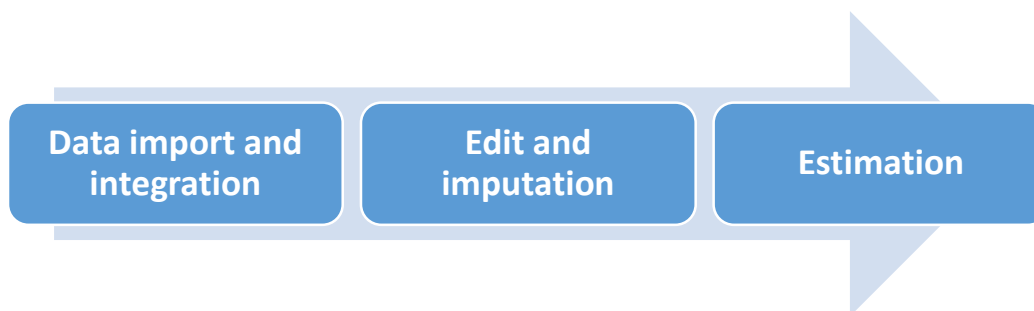 Data import and
integration
Edit and
imputation
Estimation